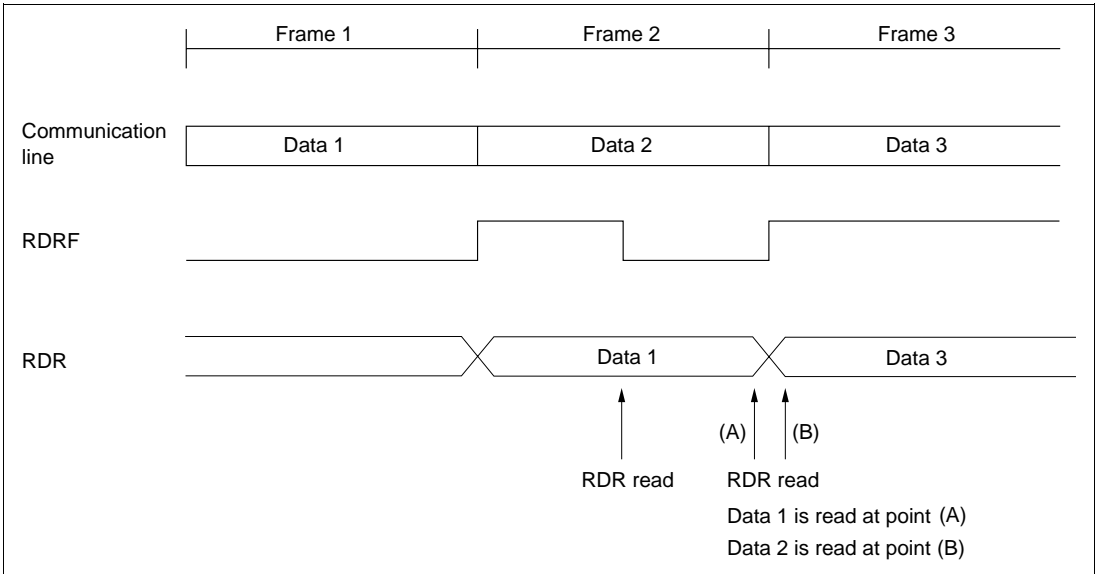 Frame 1 Frame 2 Frame 3
Communication
line
Data 1 Data 2 Data 3
RDRF
RDR
Data 1 Data 3
(A) (B)
RDR read RDR read
Data 1 is read at point (A)
Data 2 is read at point (B)